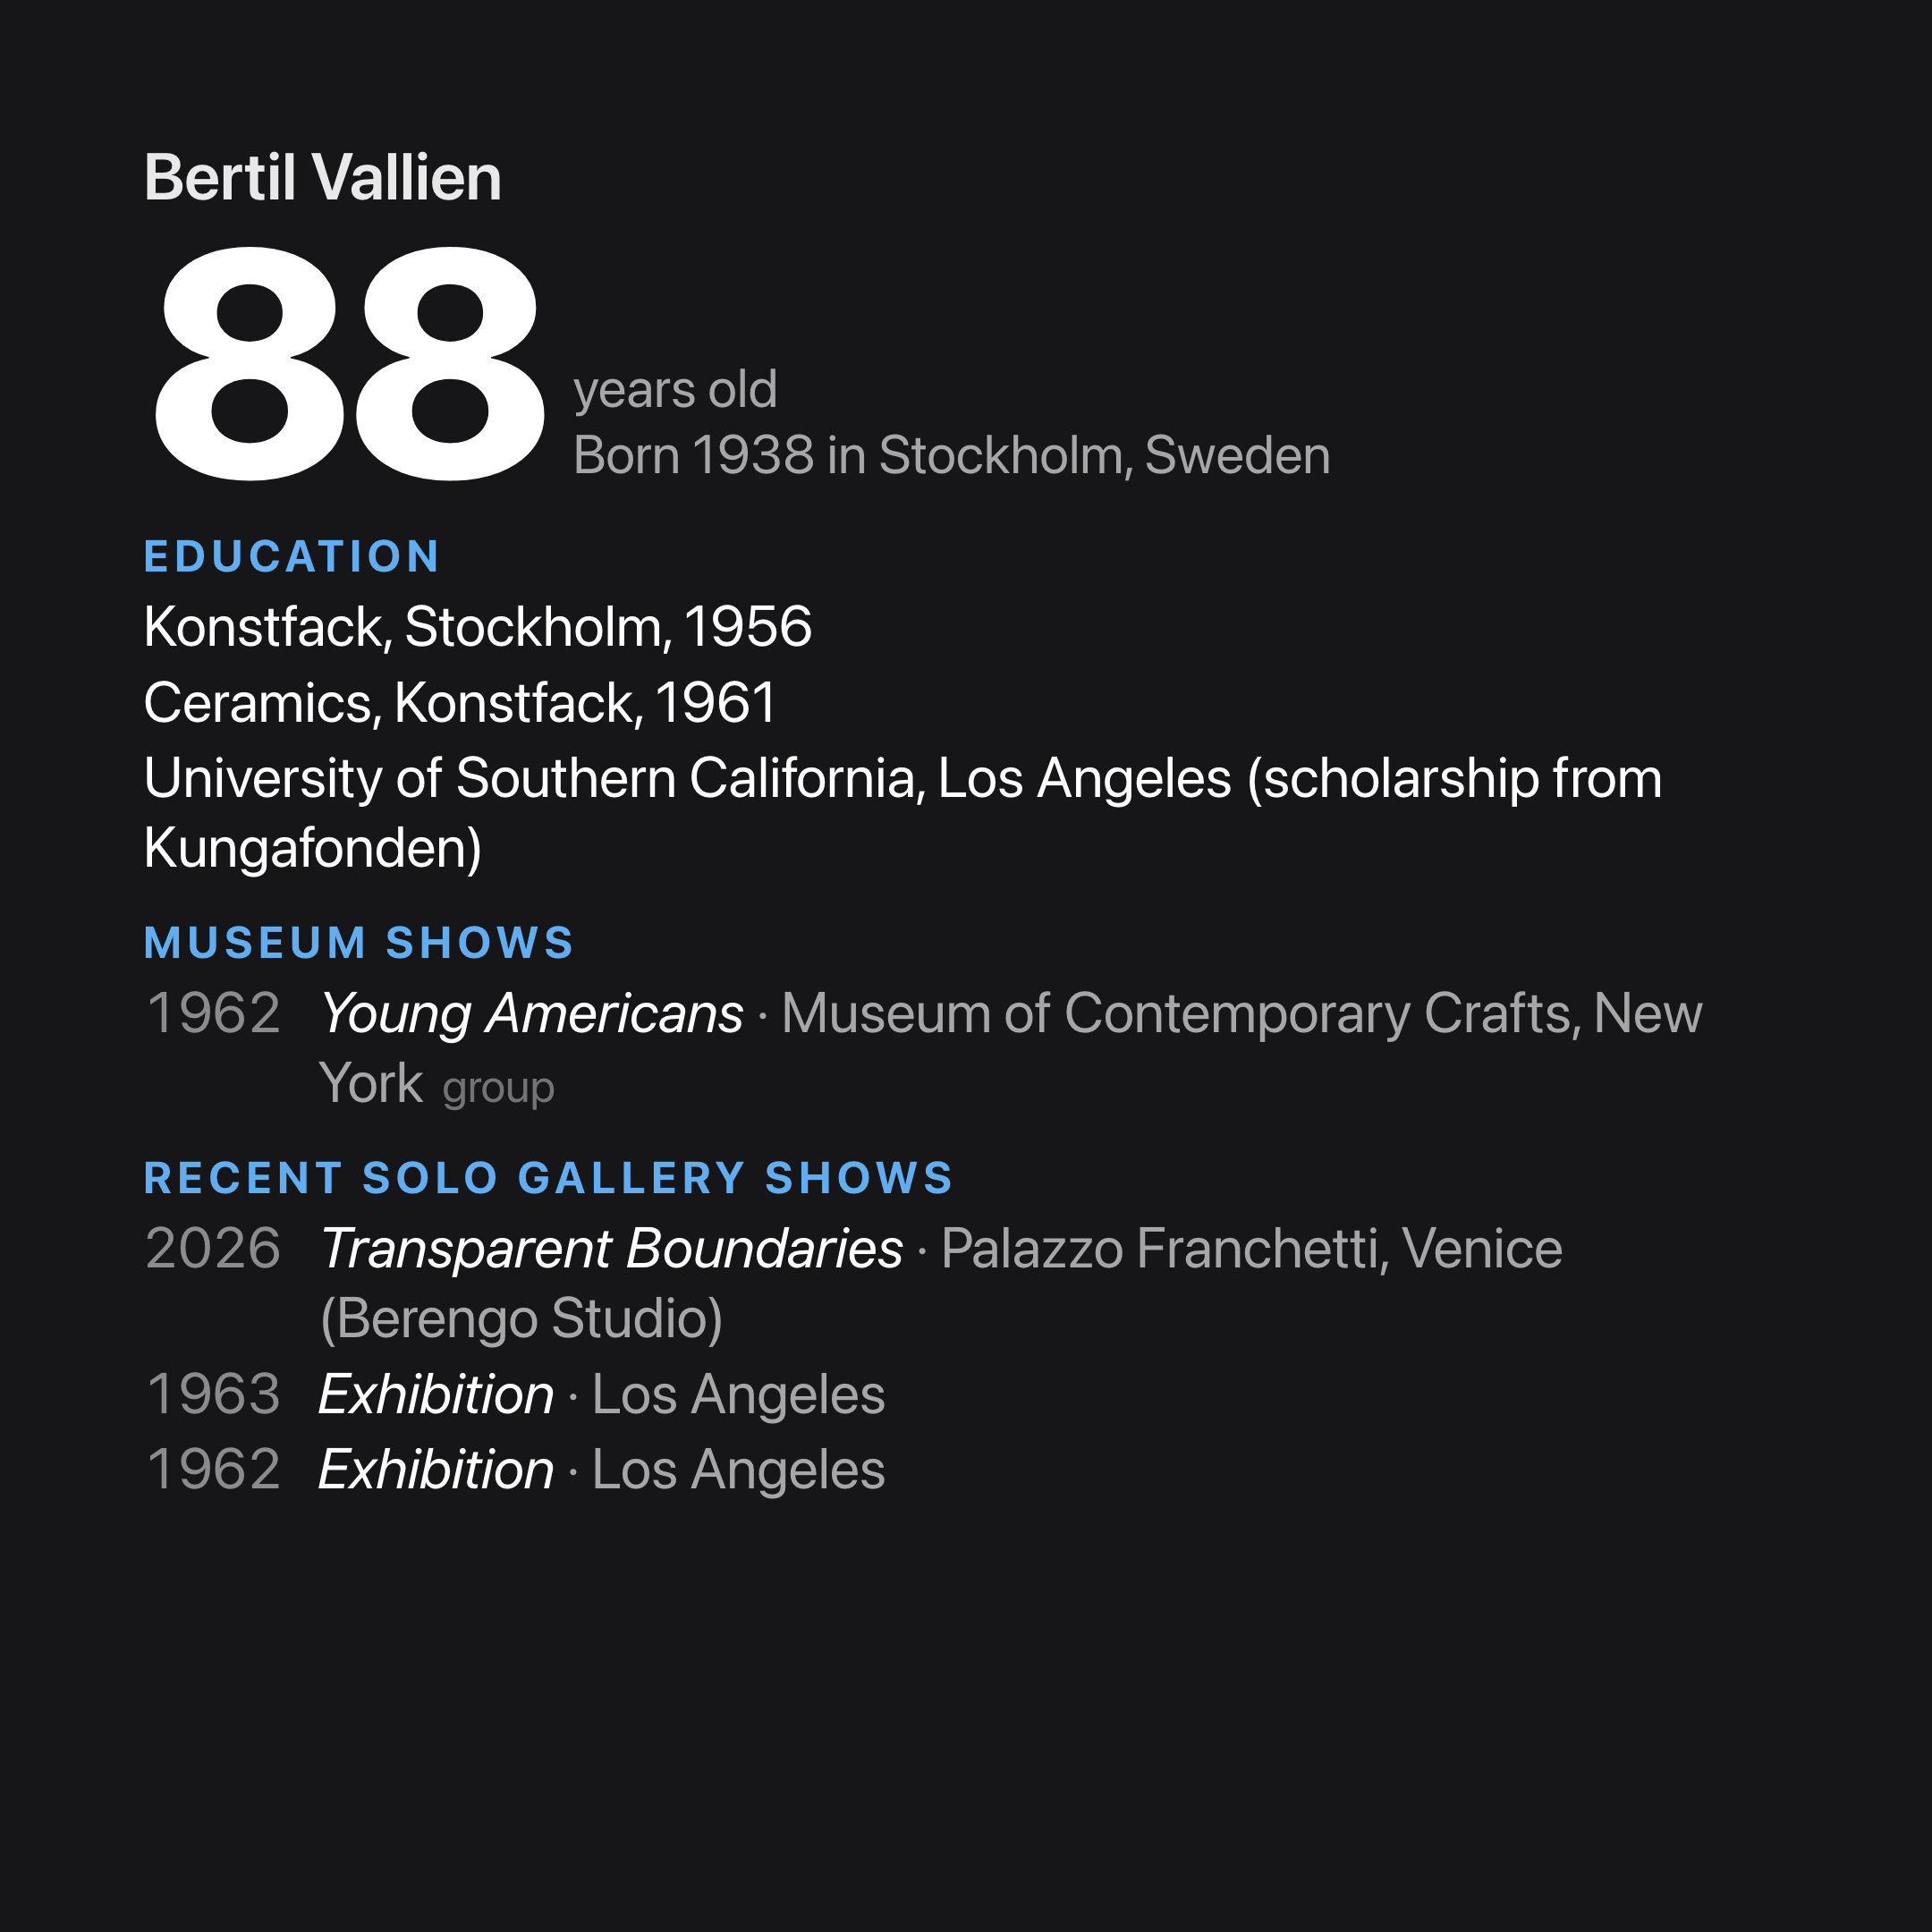 Bertil Vallien
88
years old
Born 1938 in Stockholm, Sweden
EDUCATION
Konstfack, Stockholm, 1956
Ceramics, Konstfack, 1961
University of Southern California, Los Angeles (scholarship from
Kungafonden)
MUSEUM SHOWS
1962 Young Americans · Museum of Contemporary Crafts, New
York group
RECENT SOLO GALLERY SHOWS
2026 Transparent Boundaries · Palazzo Franchetti, Venice
(Berengo Studio)
1963 Exhibition · Los Angeles
1962 Exhibition · Los Angeles